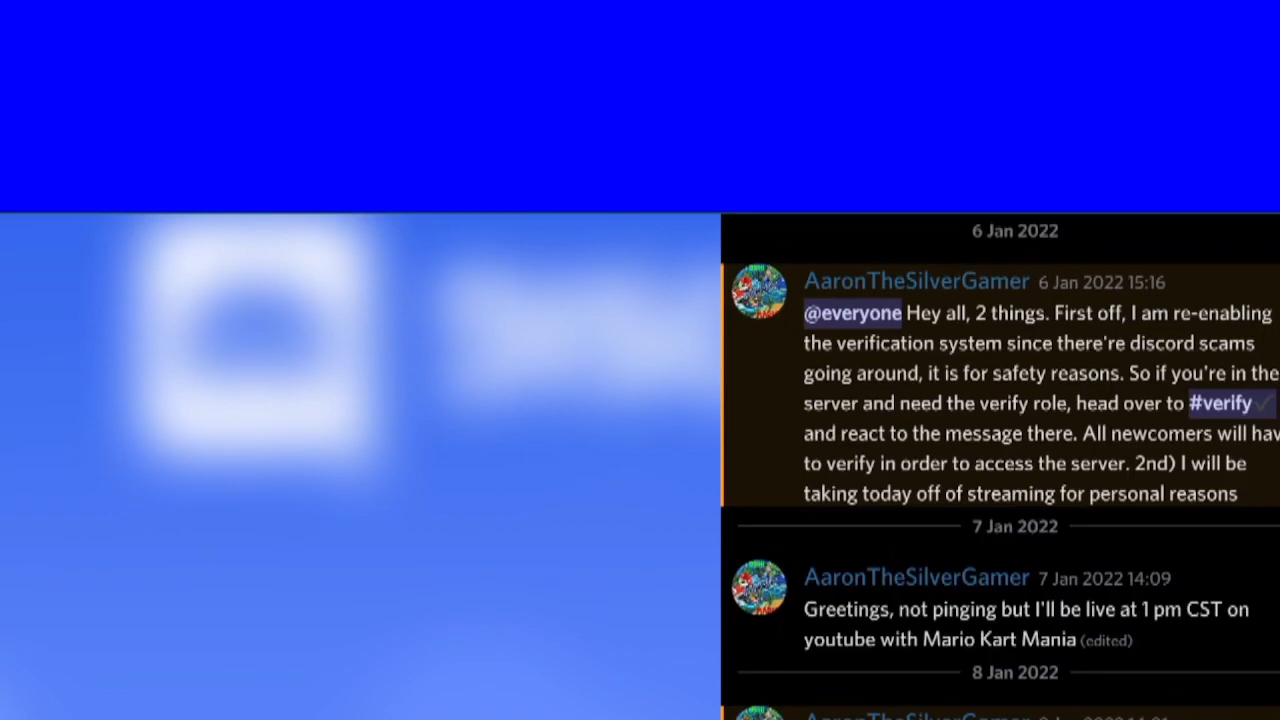 6 Jan 2022
AaronTheSilverGamer 6 Jan 2022 15:16
@everyone Hey all, 2 things. First off, I am re-enabling
the verification system since there're discord scams
going around, it is for safety reasons. So if you're in the
server and need the verify role, head over to #verify✓
and react to the message there. All newcomers will hav
to verify in order to access the server. 2nd) I will be
taking today off of streaming for personal reasons
7 Jan 2022
AaronTheSilverGamer 7 Jan 2022 14:09
Greetings, not pinging but I'll be live at 1 pm CST on
youtube with Mario Kart Mania (edited)
8 Jan 2022